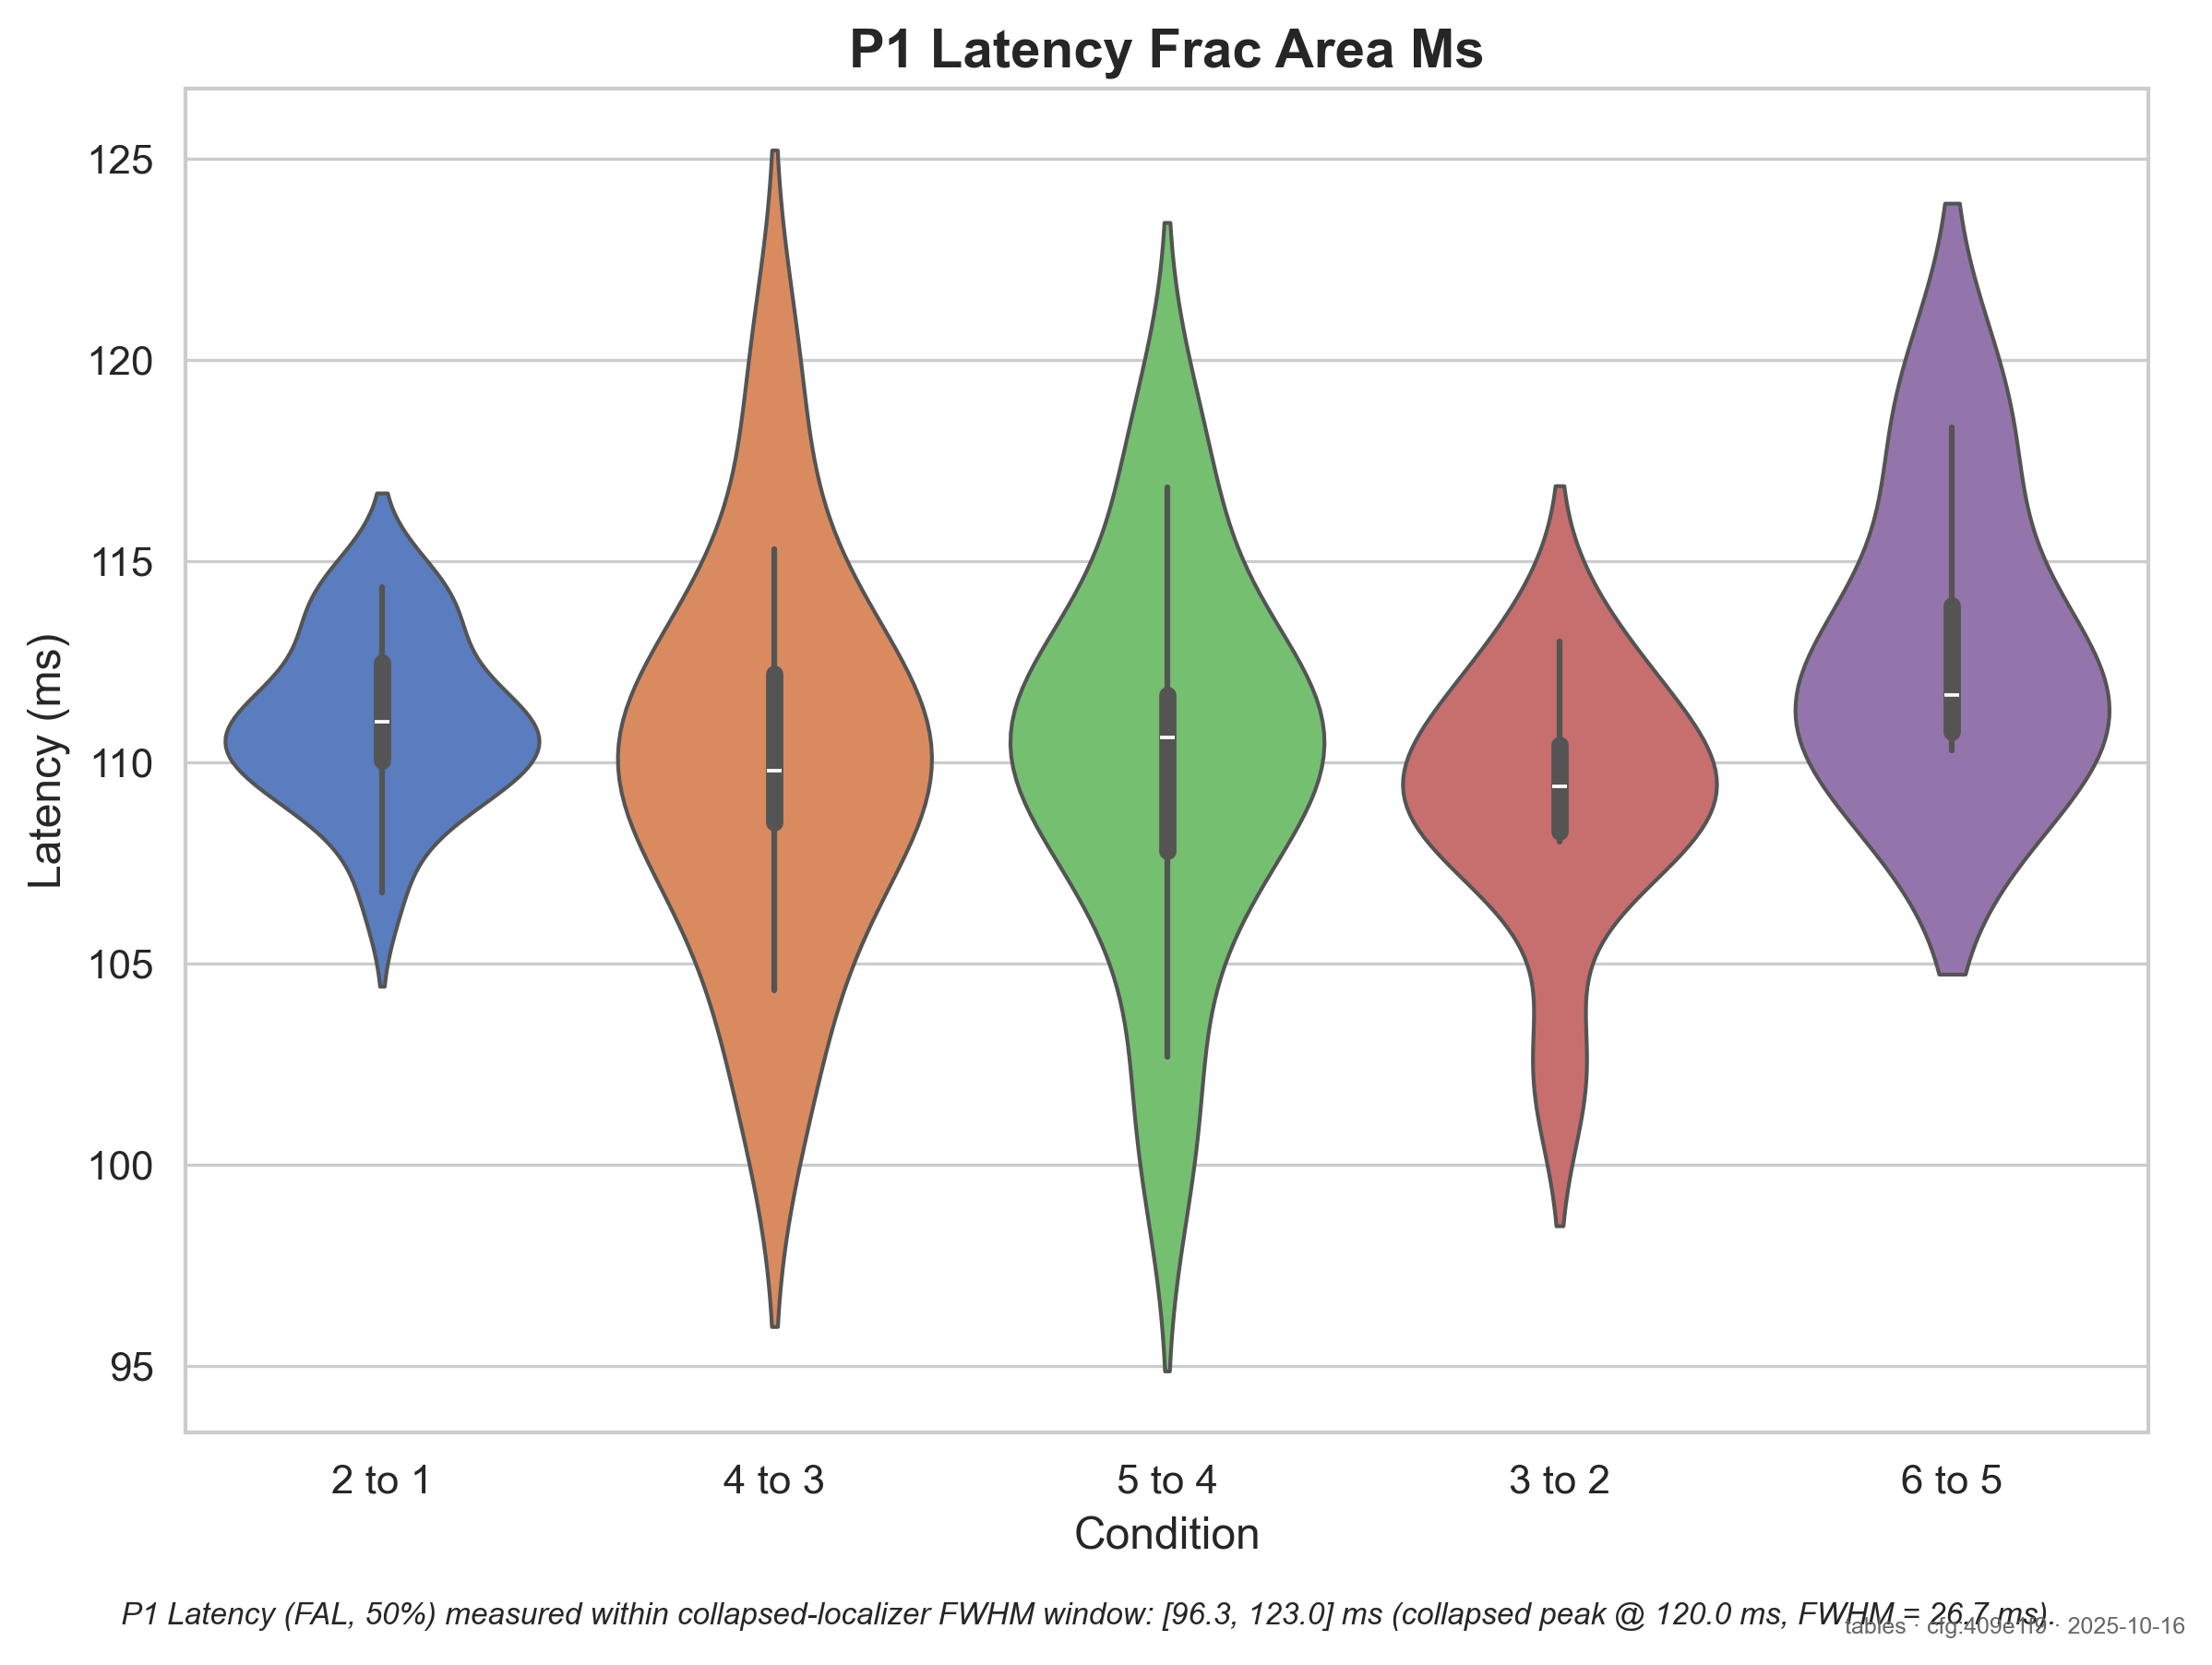 P1 Latency Frac Area Ms
Latency (ms)
125
120
115
110
105
100
95
2 to 1
4 to 3
5 to 4
3 to 2
6 to 5
Condition
P1 Latency (FAL, 50%) measured within collapsed-localizer FWHM window: [96.3, 123.0] ms (collapsed peak @ 120.0 ms, FWHM = 26.7 ms).
tables · cfg:409e1f9 · 2025-10-16